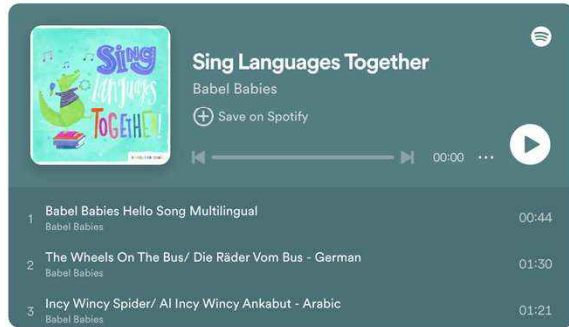 Sing
Languages
TOGETHER!
Sing Languages Together
Babel Babies
Save on Spotify
00:00
1
Babel Babies Hello Song Multilingual
00:44
Babel Babies
2
The Wheels On The Bus/ Die Räder Vom Bus - German
01:30
Babel Babies
3
Incy Wincy Spider/ Al Incy Wincy Ankabut - Arabic
01:21
Babel Babies